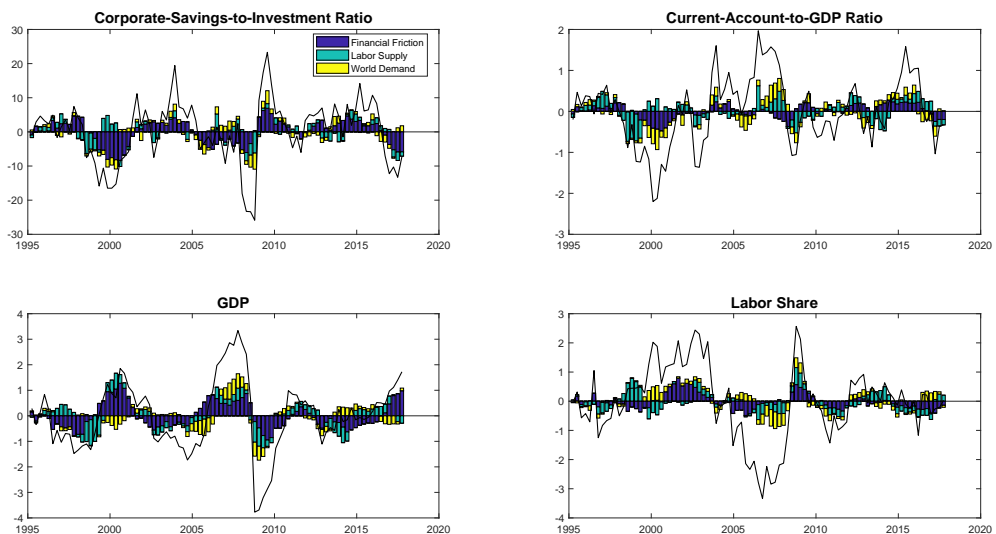 Corporate-Savings-to-Investment Ratio
30
20
10
0
-10
-20
-30
1995 2000 2005 2010 2015 2020
Financial Friction
Labor Supply
World Demand
Current-Account-to-GDP Ratio
2
1
0
-1
-2
-3
1995 2000 2005 2010 2015 2020
GDP
4
3
2
1
0
-1
-2
-3
-4
1995 2000 2005 2010 2015 2020
Labor Share
3
2
1
0
-1
-2
-3
-4
1995 2000 2005 2010 2015 2020